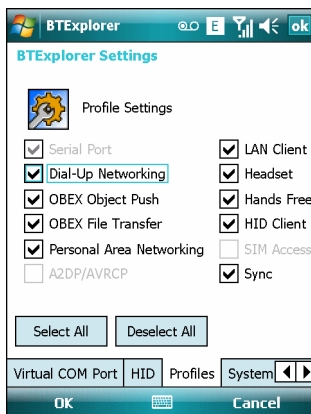 BTExplorer E ok
BTExplorer Settings
Profile Settings
Serial Port LAN Client
Dial-Up Networking Headset
OBEX Object Push Hands Free
OBEX File Transfer HID Client
Personal Area Networking SIM Access
A2DP/AVRCP Sync
Select All Deselect All
Virtual COM Port HID Profiles System
OK Cancel